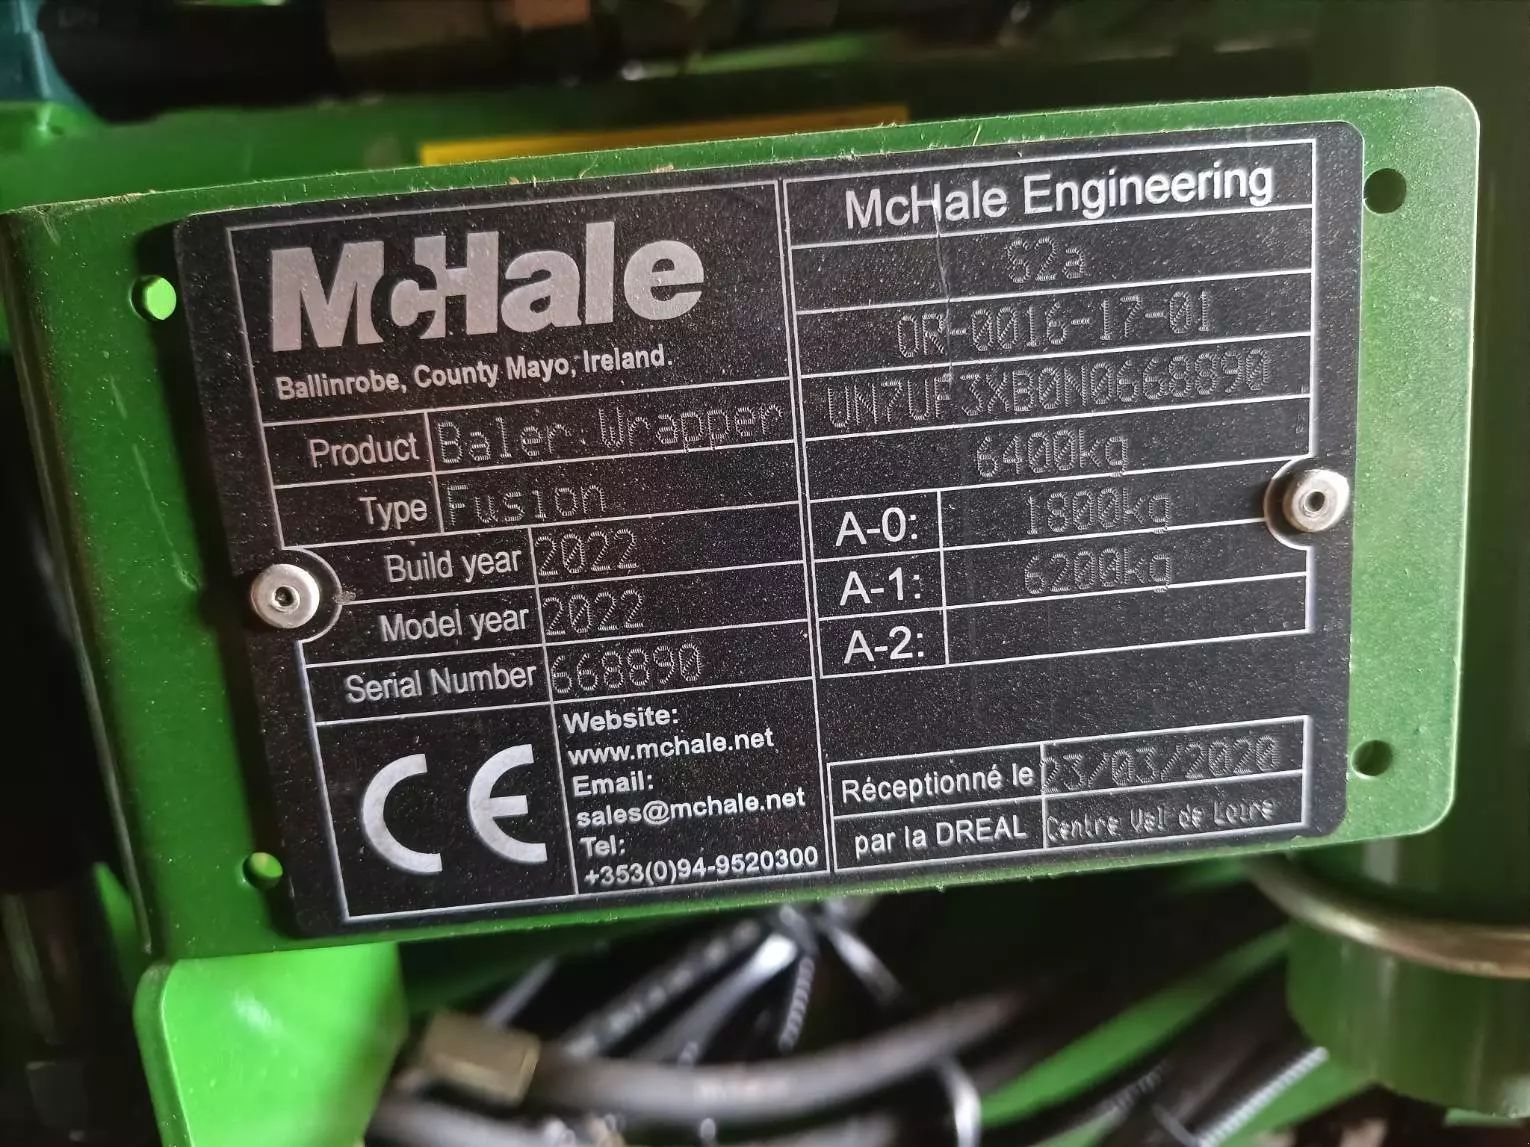 McHale
Ballinrobe, County Mayo, Ireland.
Product Baler Wrapper
Type Fusion
Build year 2022
Model year 2022
Serial Number 668890
CE
Website:
www.mchale.net
Email:
sales@mchale.net
Tel:
+353(0)94-9520300
McHale Engineering
S2a
OR-0016-17-01
UN7UF3XB0N0668890
6400kg
A-0: 1800kg
A-1: 6200kg
A-2:
Réceptionné le 23/03/2020
par la DREAL Centre Val de Loire